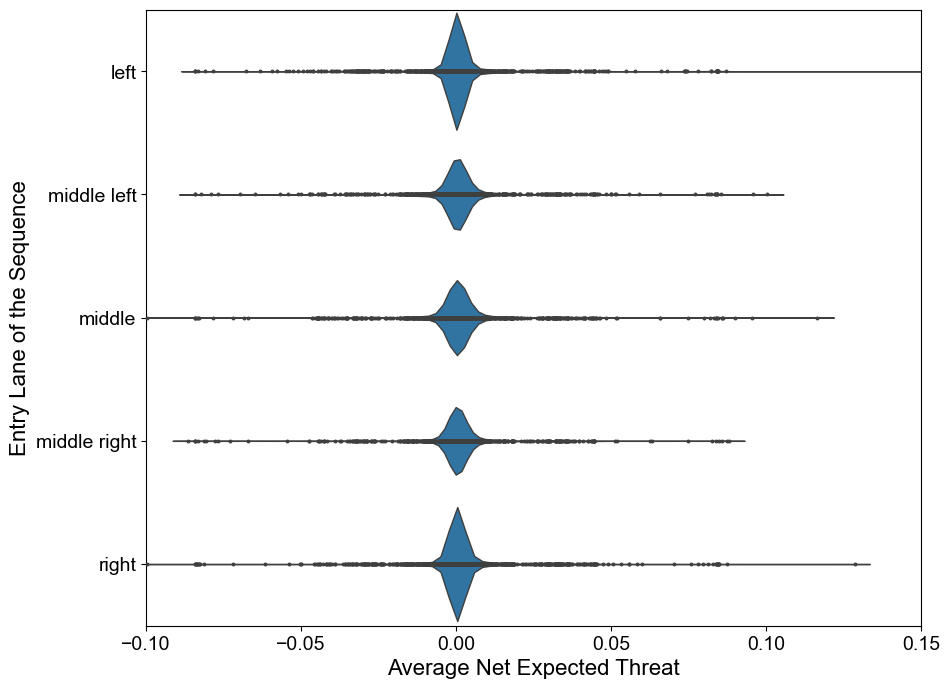 Entry Lane of the Sequence
left
middle left
middle
middle right
right
−0.10 −0.05 0.00 0.05 0.10 0.15
Average Net Expected Threat